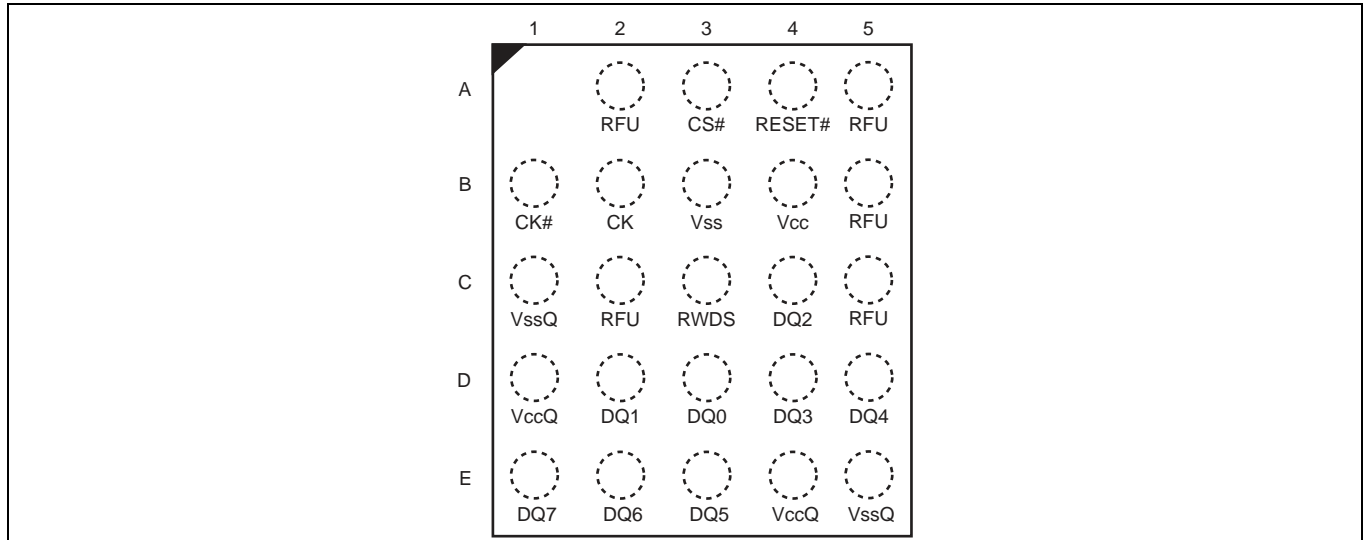 1 2 3 4 5
A
RFU CS# RESET# RFU
B
CK# CK Vss Vcc RFU
C
VssQ RFU RWDS DQ2 RFU
D
VccQ DQ1 DQ0 DQ3 DQ4
E
DQ7 DQ6 DQ5 VccQ VssQ